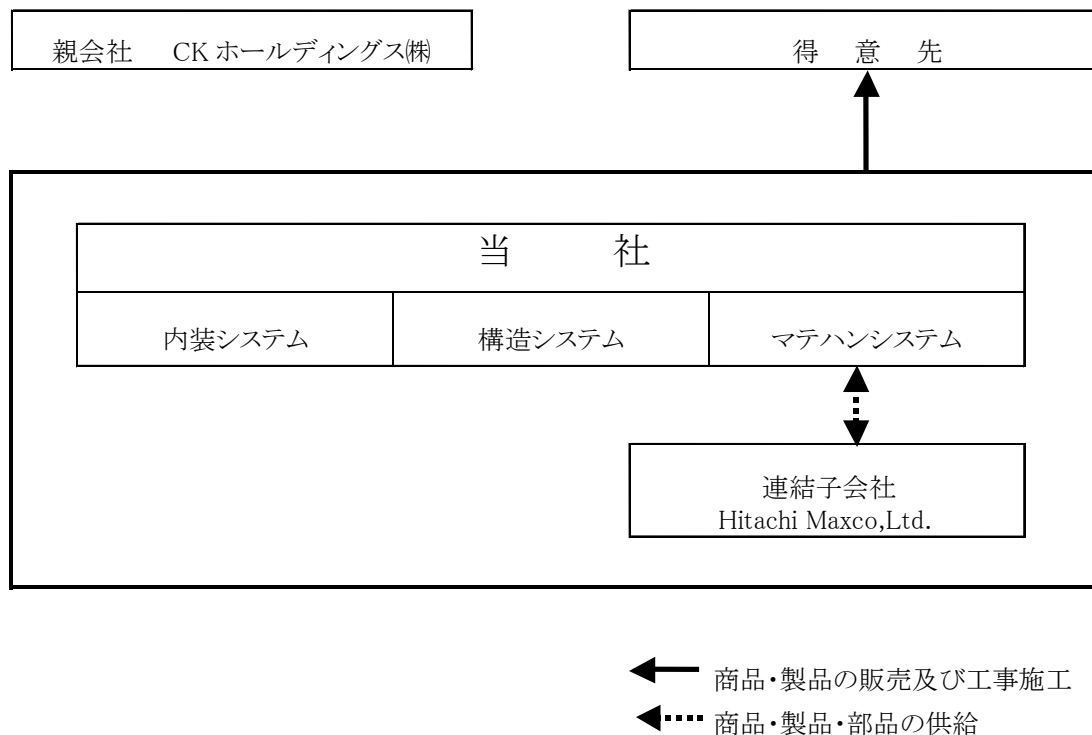 親会社 CKホールディングス㈱
得 意 先
当 社
内装システム
構造システム
マテハンシステム
連結子会社
Hitachi Maxco,Ltd.
商品・製品の販売及び工事施工
商品・製品・部品の供給